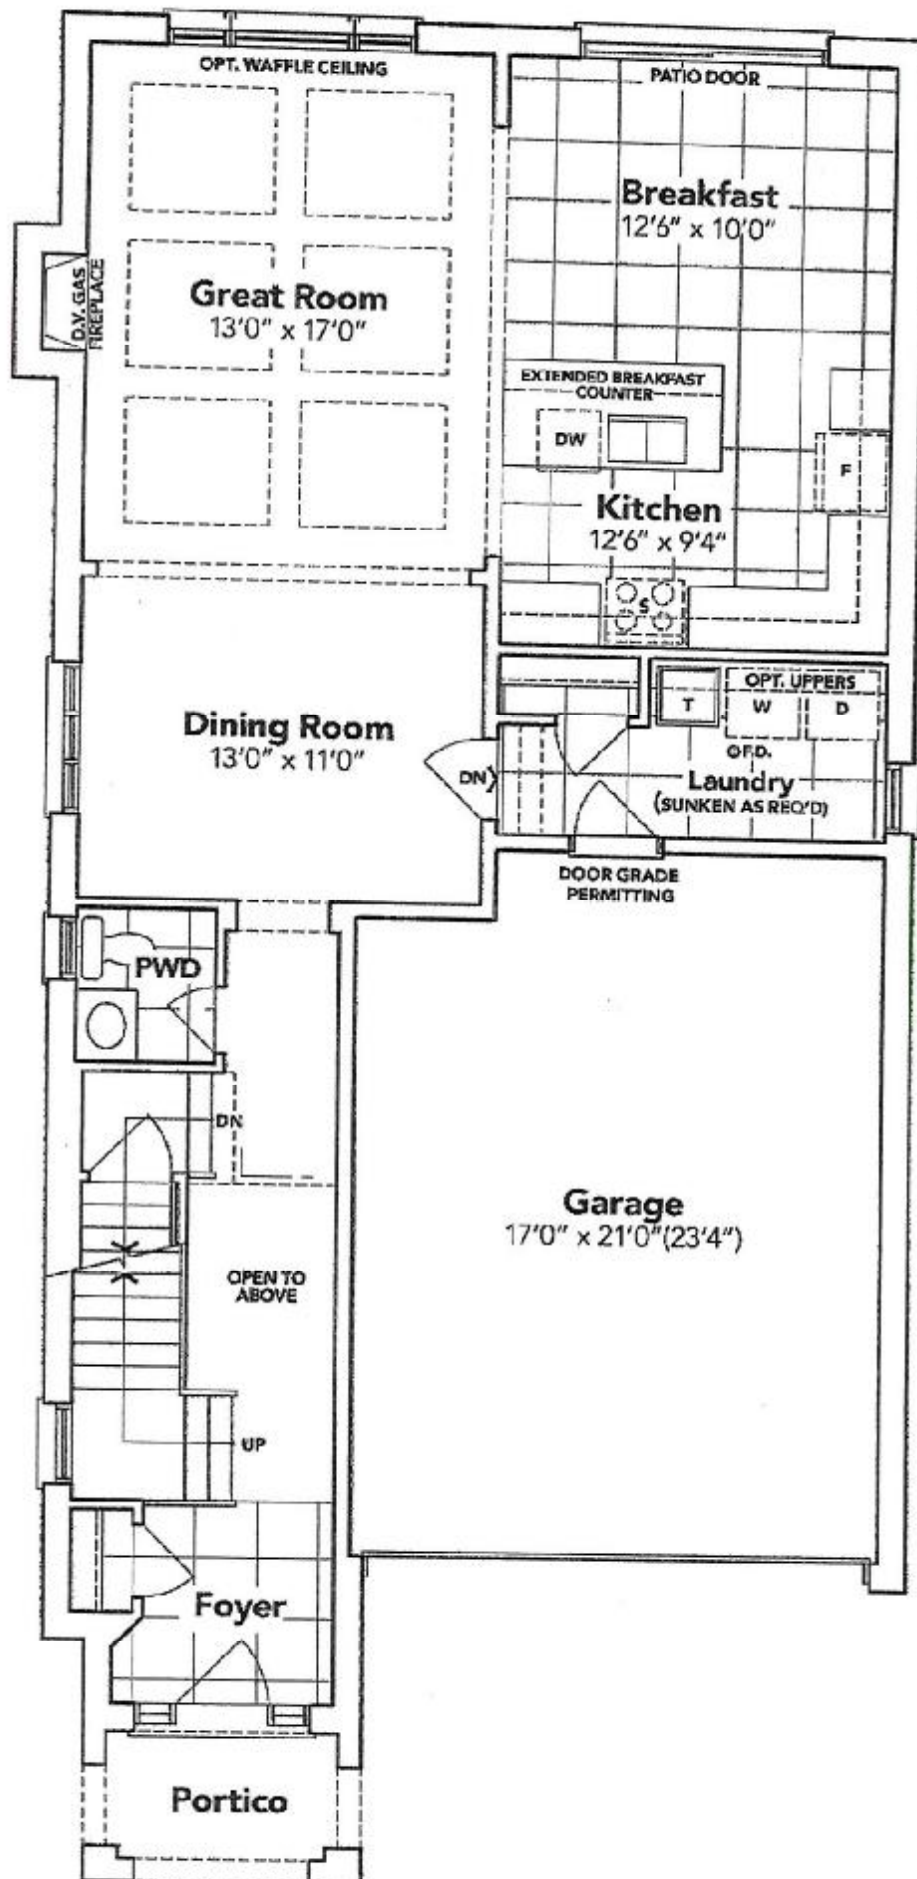 OPT. WAFFLE CEILING
PATIO DOOR
Breakfast
12'6" x 10'0"
D.V. GAS
FIREPLACE
Great Room
13'0" x 17'0"
EXTENDED BREAKFAST
COUNTER
DW
F
Kitchen
12'6" x 9'4"
S
OPT. UPPERS
T
W
D
Dining Room
13'0" x 11'0"
F.D.
DN
Laundry
(SUNKEN AS REQ'D)
DOOR GRADE
PERMITTING
PWD
DN
Garage
17'0" x 21'0"(23'4")
OPEN TO
ABOVE
UP
Foyer
Portico